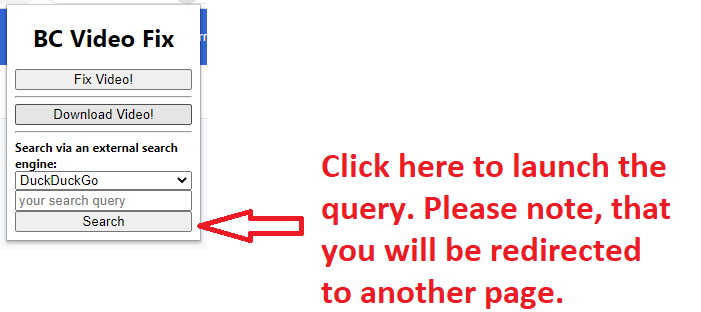 BC Video Fix
Fix Video!
Download Video!
Search via an external search
engine:
DuckDuckGo
your search query
Search
Click here to launch the
query. Please note, that
you will be redirected
to another page.